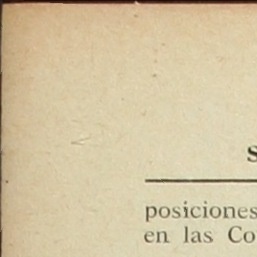 S
posiciones
en las Co